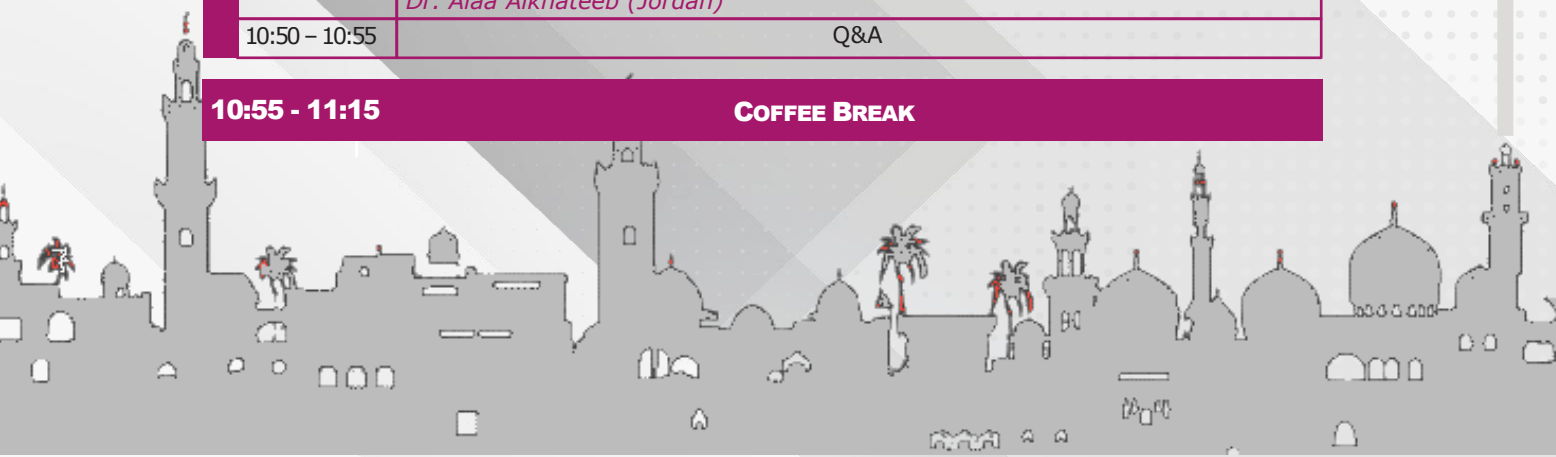 Dr. Alaa Alkhateeb (Jordan)
10:50 – 10:55 Q&A
10:55 - 11:15 COFFEE BREAK